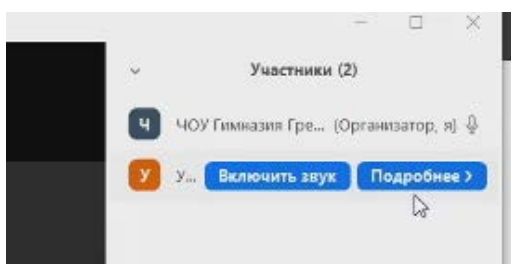 Участники (2)
Ч ЧОУ Гимназия Гре... (Организатор, я)
У У... Включить звук Подробнее >